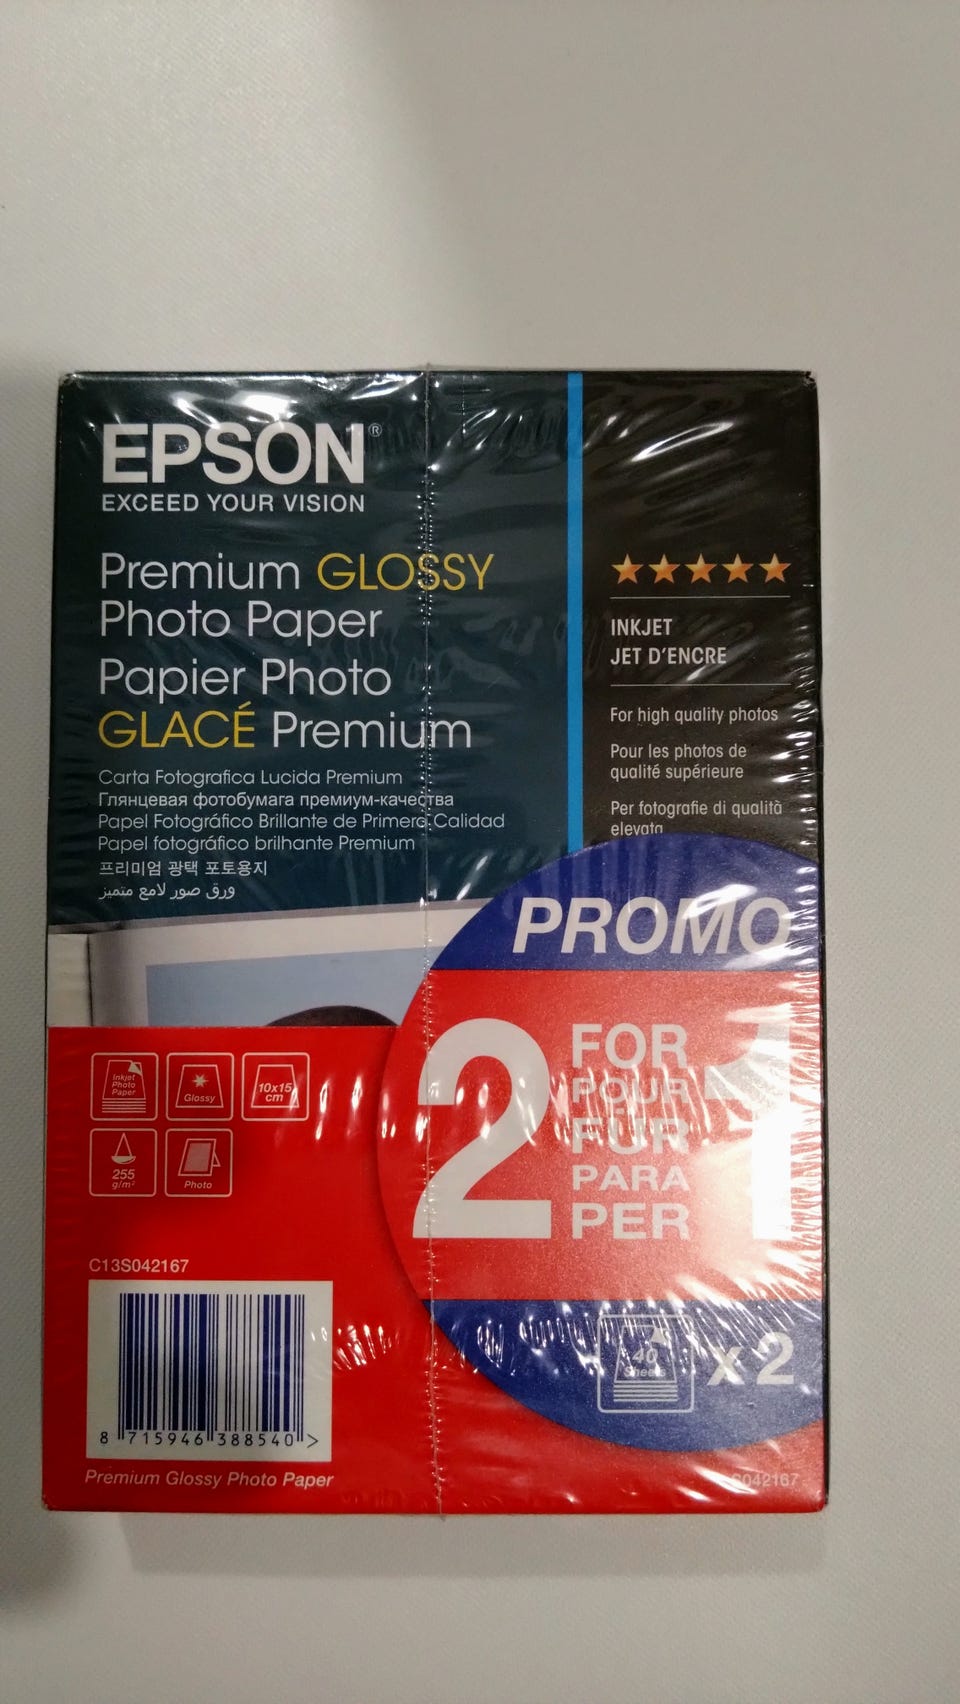 EPSON®
EXCEED YOUR VISION
Premium GLOSSY
Photo Paper
Papier Photo
GLACÉ Premium
Carta Fotografica Lucida Premium
Глянцевая фотобумага премиум-качества
Papel Fotográfico Brillante de Primera Calidad
Papel fotográfico brilhante Premium
프리미엄 광택 포토용지
ورق صور لامع متميز
INKJET
JET D'ENCRE
For high quality photos
Pour les photos de
qualité supérieure
Per fotografie di qualità
elevata
PROMO
2 FOR 1
POUR
FÜR
PARA
PER
Inkjet
Photo
Paper
Glossy
10x15
cm
255
g/m²
Photo
40
Sheets
x 2
C13S042167
8 715946 388540 >
Premium Glossy Photo Paper
S042167